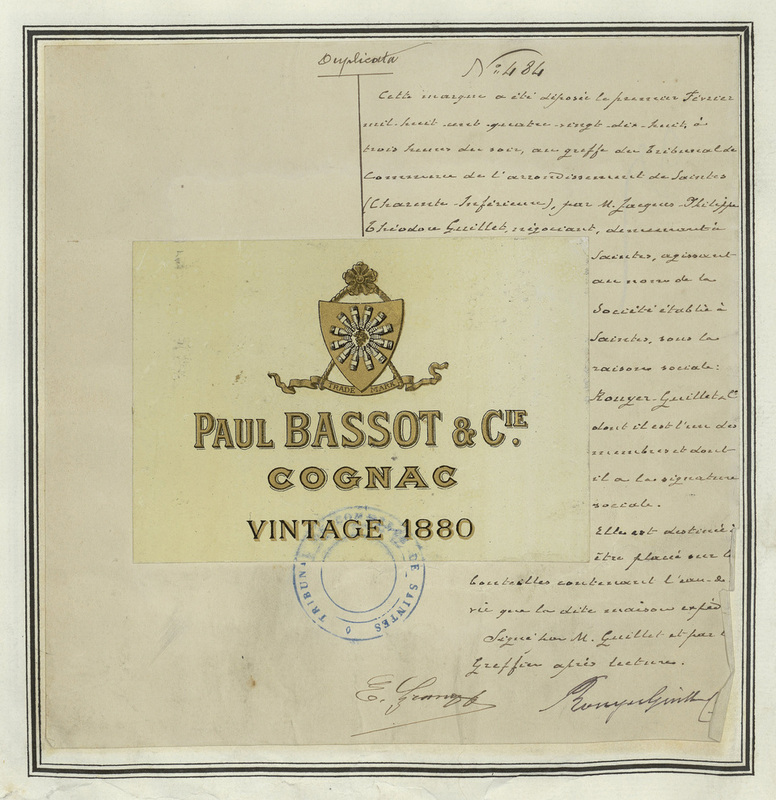 Duplicata
N° 484
Cette marque a été déposée le premier Février
mil huit cent quatre-vingt-dix-huit, à
trois heures du soir, au greffe du Tribunal de
Commerce de l'arrondissement de Saintes
(Charente-Inférieure), par M. Jacques-Philippe
Théodore Guillet, négociant, demeurant à
Saintes, agissant
au nom de la
Société établie à
Saintes, sous la
raison sociale:
Rouyer-Guillet & Cie
dont il est l'un des
membres et dont
il a la signature
sociale.
Elle est destinée à
être placée sur le
bouteilles contenant l'eau-de-
vie que la dite maison expéd
Signé par M. Guillet et par l
Greffier après lecture.
TRADE MARK
PAUL BASSOT & CIE.
COGNAC
VINTAGE 1880
TRIBUNAL DE COMMERCE DE SAINTES
Rouyer Guillet